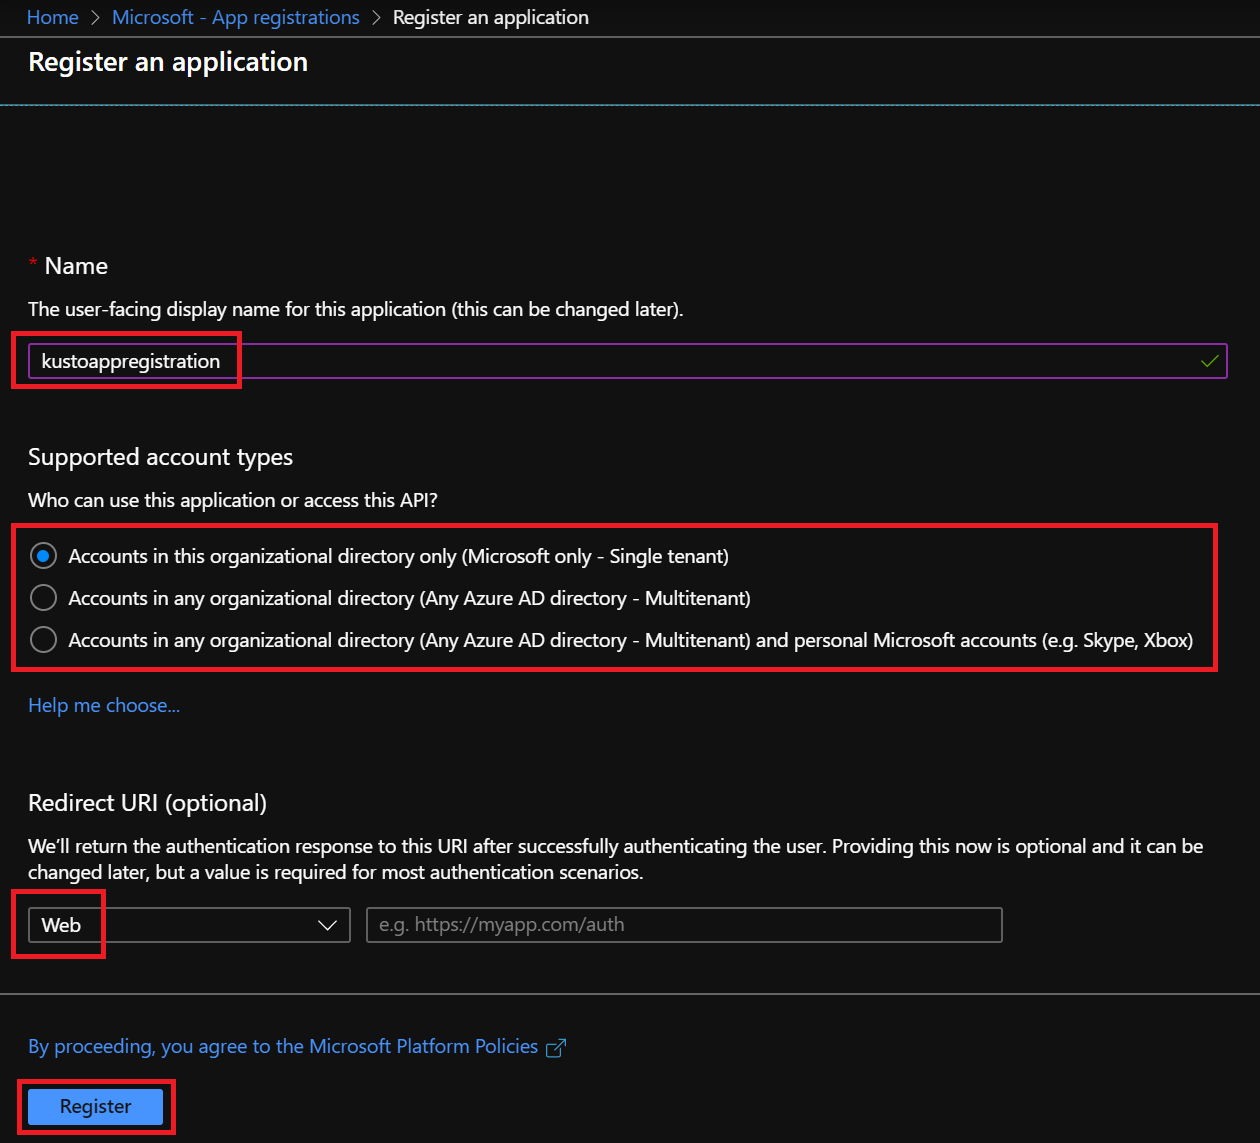 Home > Microsoft - App registrations > Register an application
Register an application
* Name
The user-facing display name for this application (this can be changed later).
kustoappregistration
Supported account types
Who can use this application or access this API?
Accounts in this organizational directory only (Microsoft only - Single tenant)
Accounts in any organizational directory (Any Azure AD directory - Multitenant)
Accounts in any organizational directory (Any Azure AD directory - Multitenant) and personal Microsoft accounts (e.g. Skype, Xbox)
Help me choose...
Redirect URI (optional)
We'll return the authentication response to this URI after successfully authenticating the user. Providing this now is optional and it can be
changed later, but a value is required for most authentication scenarios.
Web e.g. https://myapp.com/auth
By proceeding, you agree to the Microsoft Platform Policies
Register